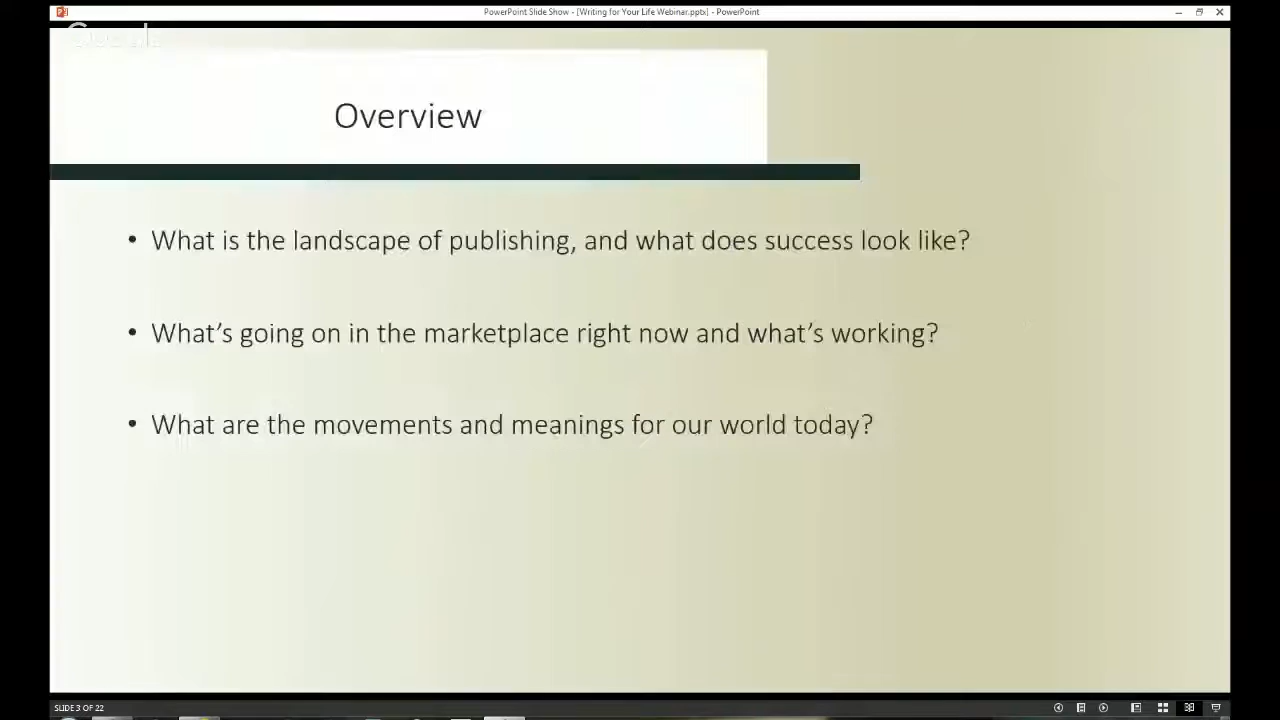 PowerPoint Slide Show - [Writing for Your Life Webinar.pptx] - PowerPoint
Google
Overview
• What is the landscape of publishing, and what does success look like?
• What's going on in the marketplace right now and what's working?
• What are the movements and meanings for our world today?
SLIDE 3 OF 22